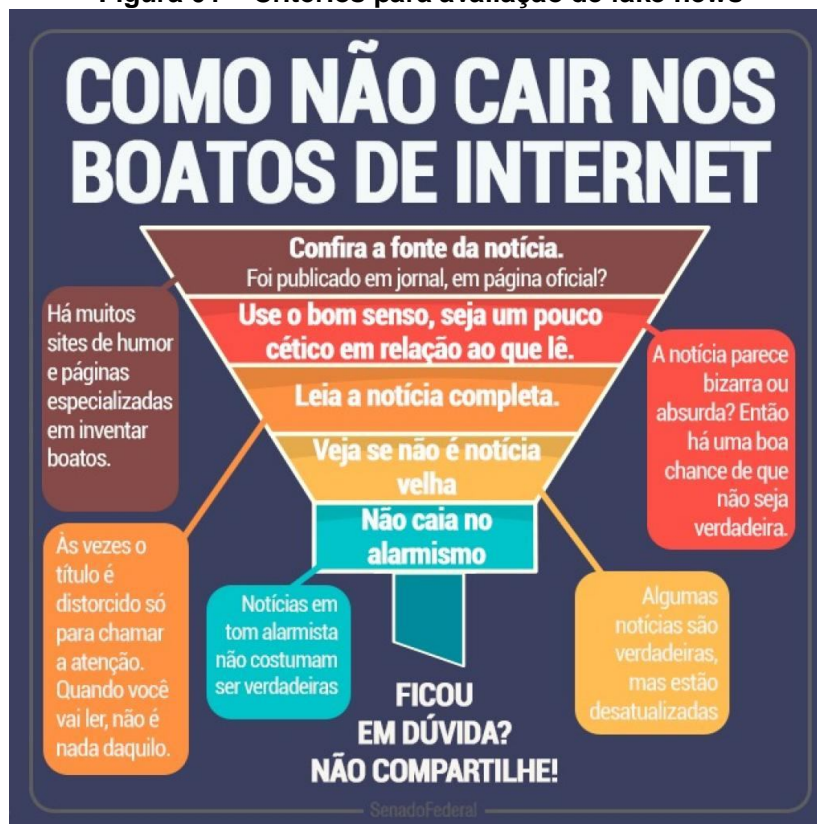 Figura 01 – Critérios para avaliação de fake news
COMO NÃO CAIR NOS
BOATOS DE INTERNET
Confira a fonte da notícia.
Foi publicado em jornal, em página oficial?
Há muitos
sites de humor
e páginas
especializadas
em inventar
boatos.
Use o bom senso, seja um pouco
cético em relação ao que lê.
A notícia parece
bizarra ou
absurda? Então
há uma boa
chance de que
não seja
verdadeira.
Leia a notícia completa.
Às vezes o
título é
distorcido só
para chamar
a atenção.
Quando você
vai ler, não é
nada daquilo.
Veja se não é notícia
velha
Algumas
notícias são
verdadeiras,
mas estão
desatualizadas
Não caia no
alarmismo
Notícias em
tom alarmista
não costumam
ser verdadeiras
FICOU
EM DÚVIDA?
NÃO COMPARTILHE!
SenadoFederal